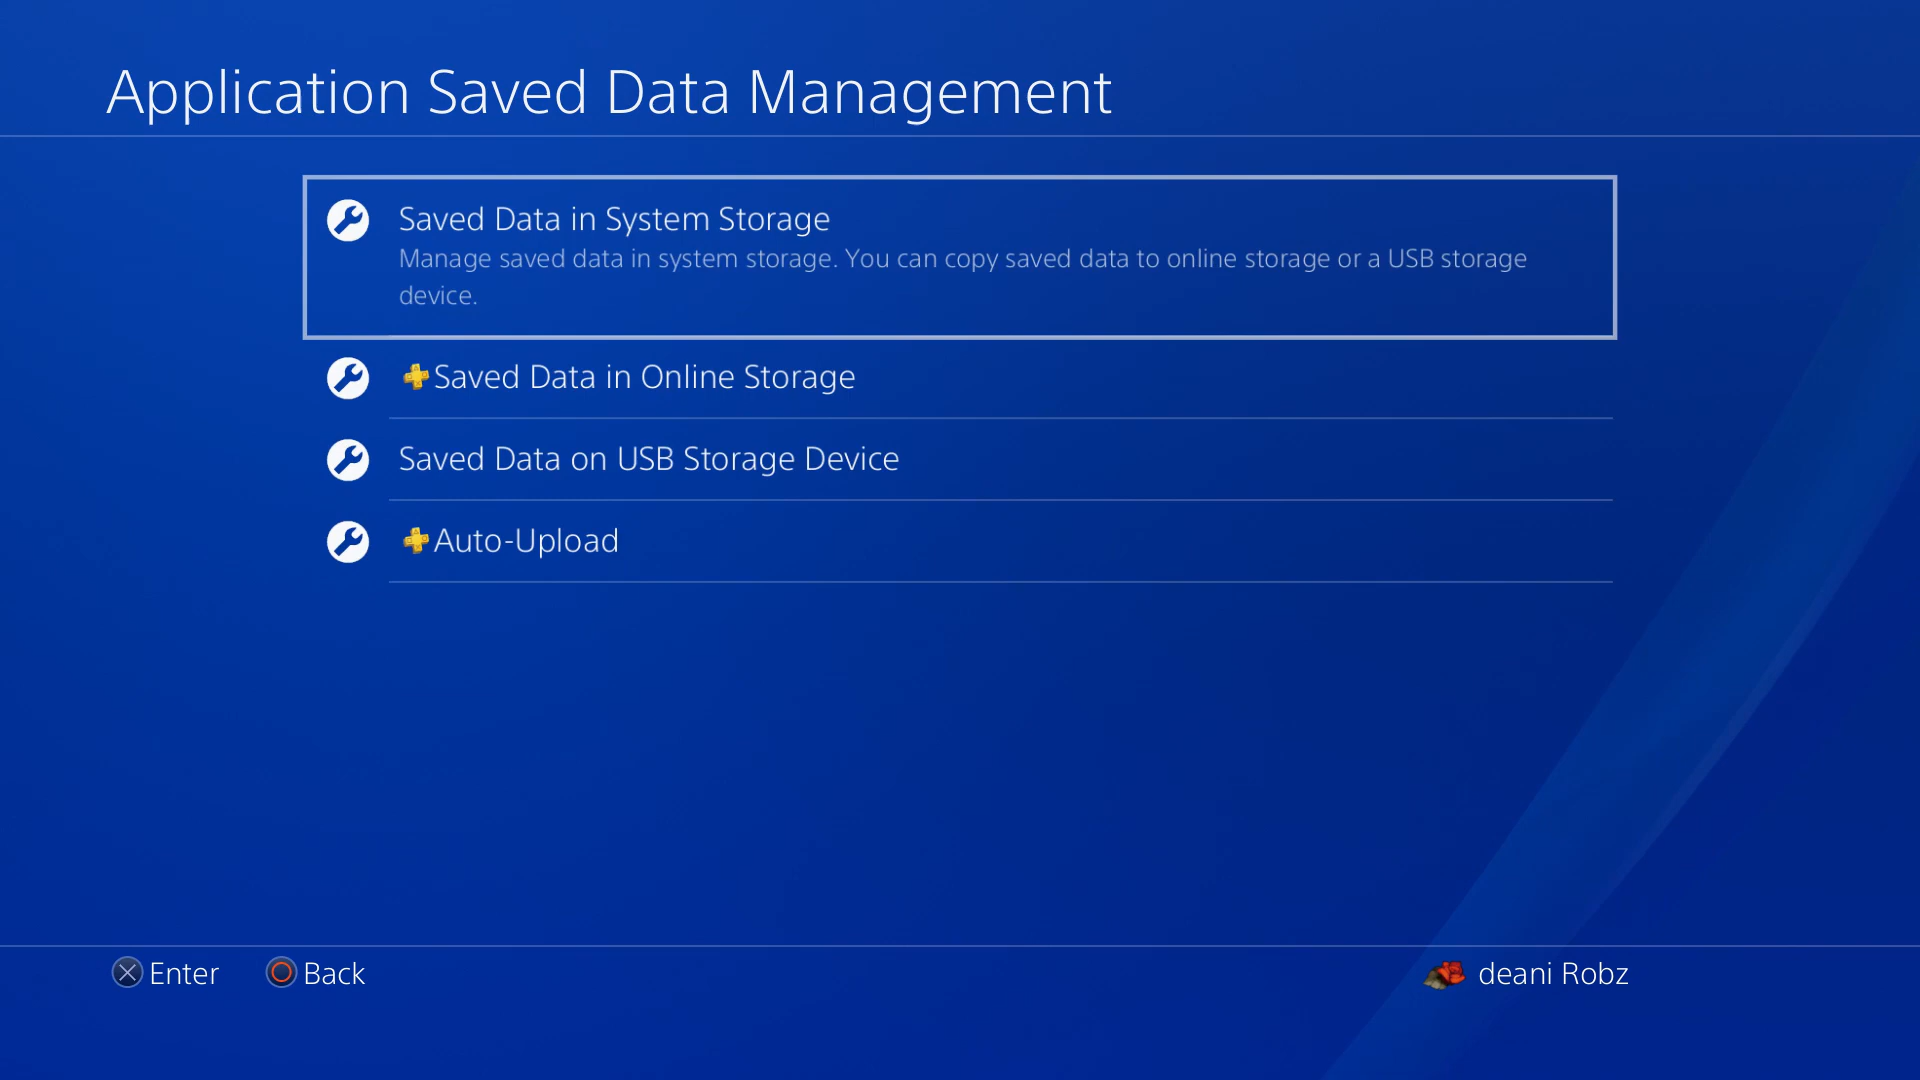 Application Saved Data Management
Saved Data in System Storage
Manage saved data in system storage. You can copy saved data to online storage or a USB storage
device.
Saved Data in Online Storage
Saved Data on USB Storage Device
Auto-Upload
Enter
Back
deani Robz